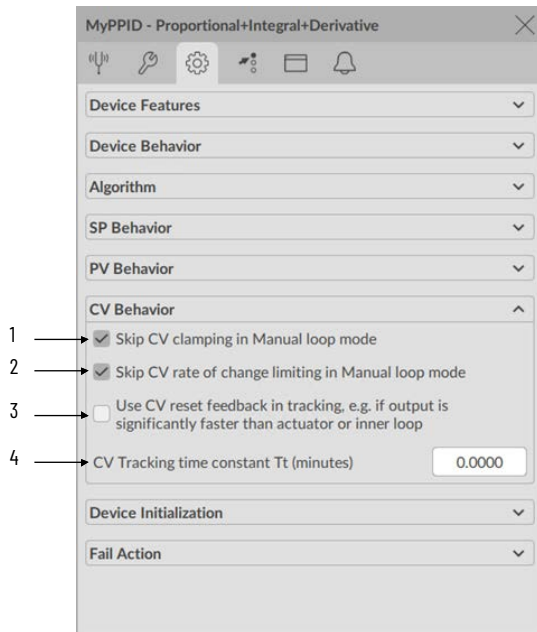 MyPPID - Proportional+Integral+Derivative
Device Features
Device Behavior
Algorithm
SP Behavior
PV Behavior
CV Behavior
1 Skip CV clamping in Manual loop mode
2 Skip CV rate of change limiting in Manual loop mode
3 Use CV reset feedback in tracking, e.g. if output is
significantly faster than actuator or inner loop
4 CV Tracking time constant Tt (minutes) 0.0000
Device Initialization
Fail Action